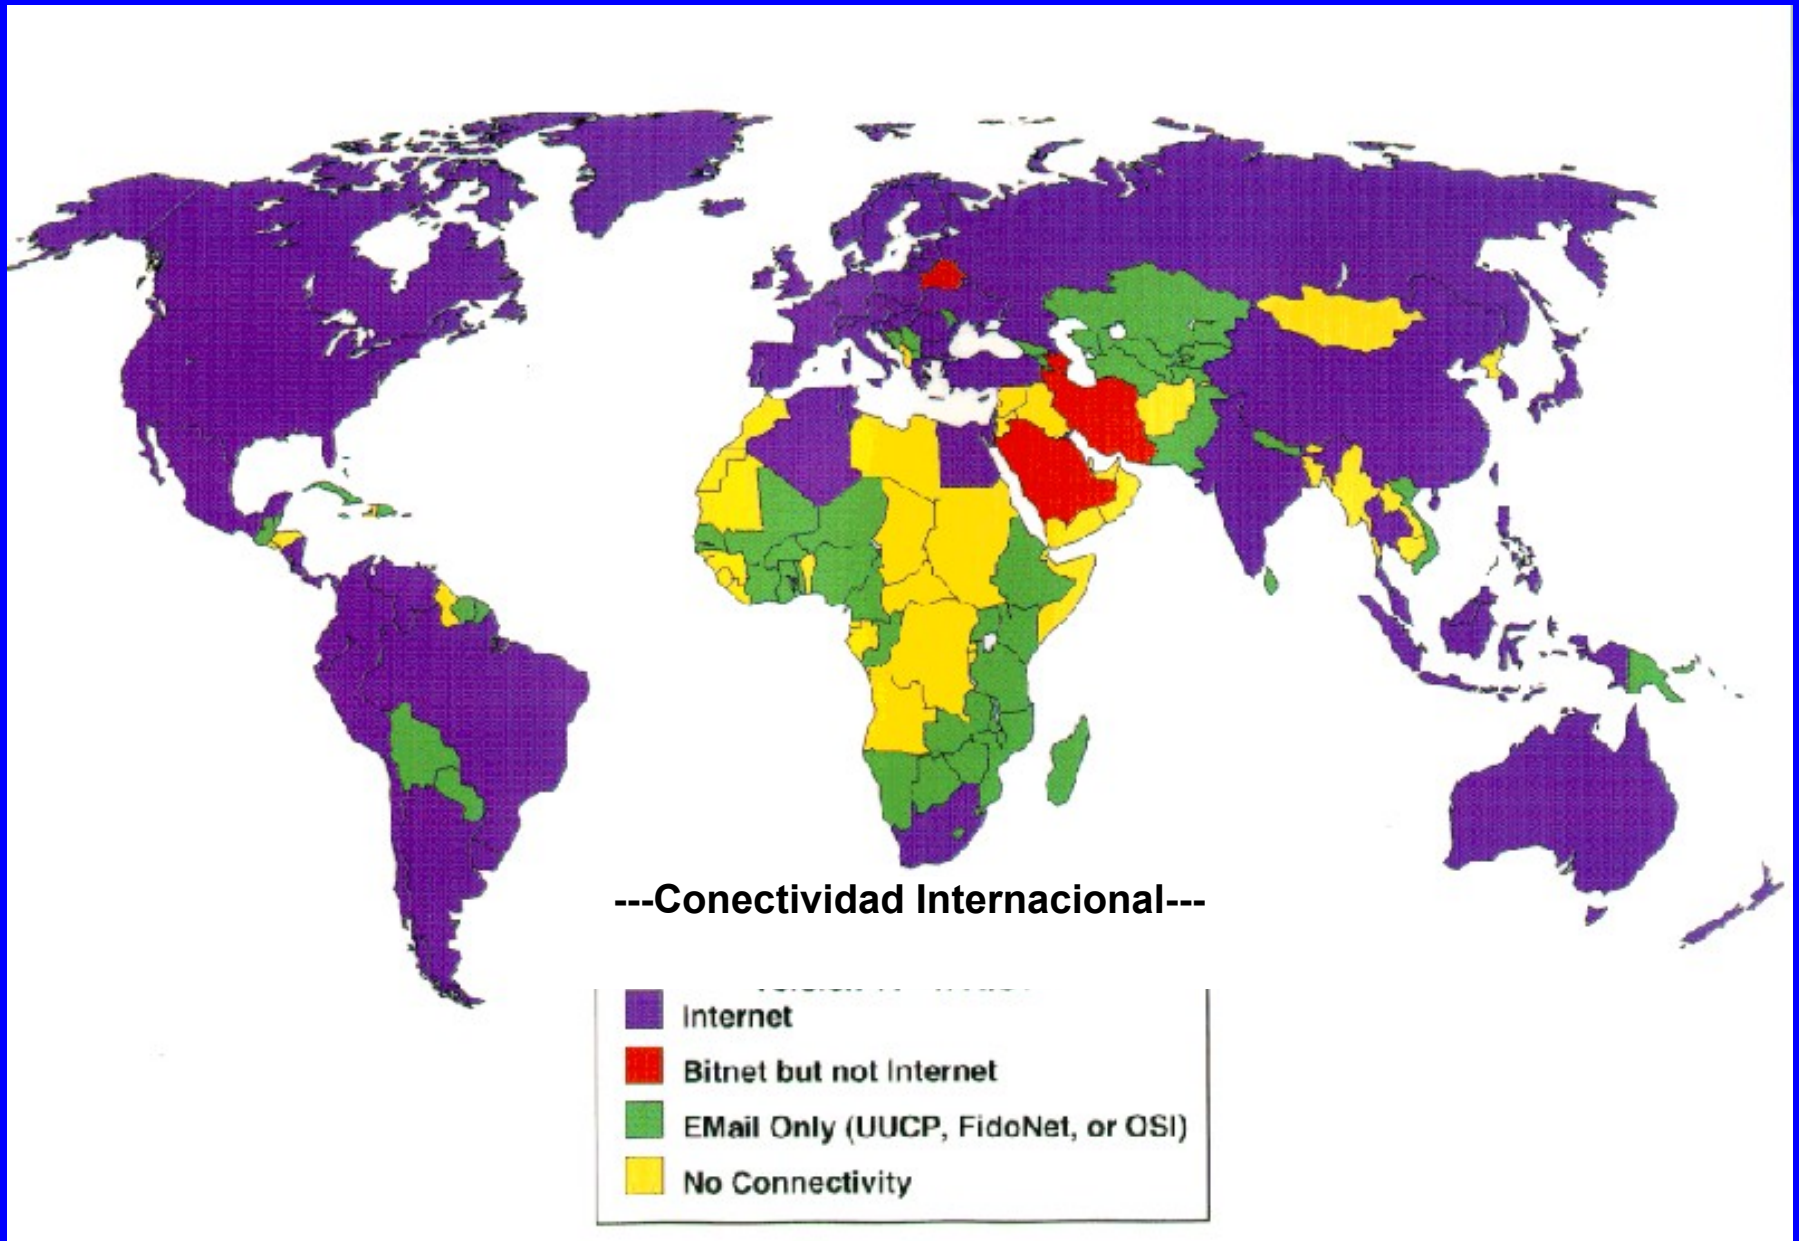 ---Conectividad Internacional---
Internet
Bitnet but not Internet
EMail Only (UUCP, FidoNet, or OSI)
No Connectivity